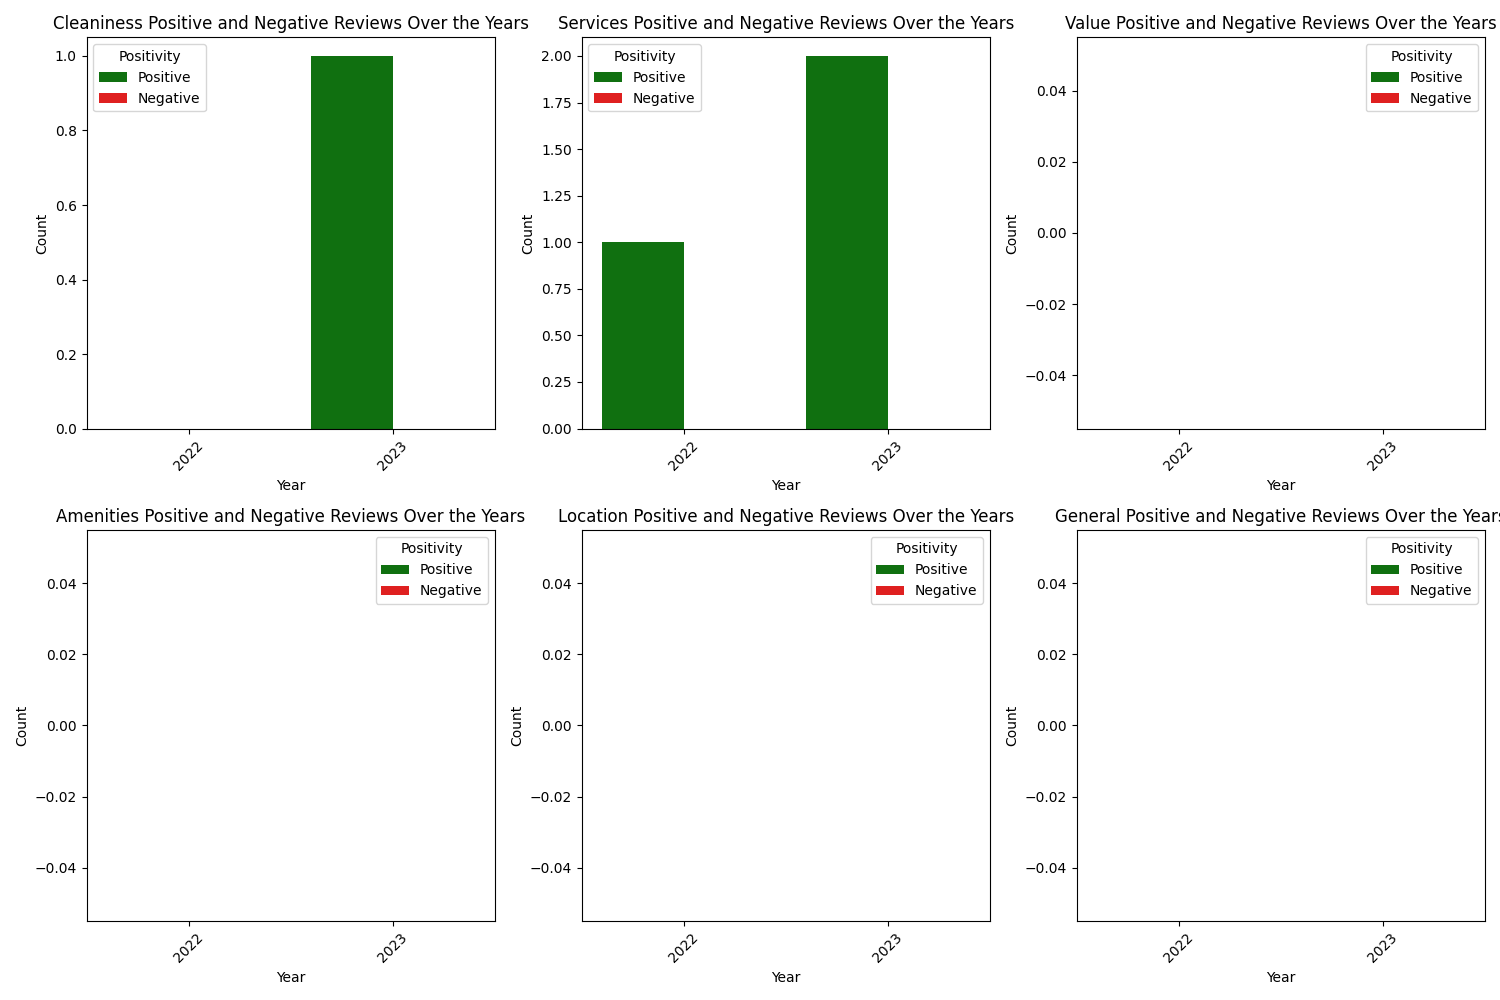 Cleaniness Positive and Negative Reviews Over the Years
Positivity
Positive
Negative
1.0
0.8
0.6
0.4
0.2
0.0
Count
2022
2023
Year
Services Positive and Negative Reviews Over the Years
Positivity
Positive
Negative
2.00
1.75
1.50
1.25
1.00
0.75
0.50
0.25
0.00
Count
2022
2023
Year
Value Positive and Negative Reviews Over the Years
Positivity
Positive
Negative
0.04
0.02
0.00
−0.02
−0.04
Count
2022
2023
Year
Amenities Positive and Negative Reviews Over the Years
Positivity
Positive
Negative
0.04
0.02
0.00
−0.02
−0.04
Count
2022
2023
Year
Location Positive and Negative Reviews Over the Years
Positivity
Positive
Negative
0.04
0.02
0.00
−0.02
−0.04
Count
2022
2023
Year
General Positive and Negative Reviews Over the Years
Positivity
Positive
Negative
0.04
0.02
0.00
−0.02
−0.04
Count
2022
2023
Year